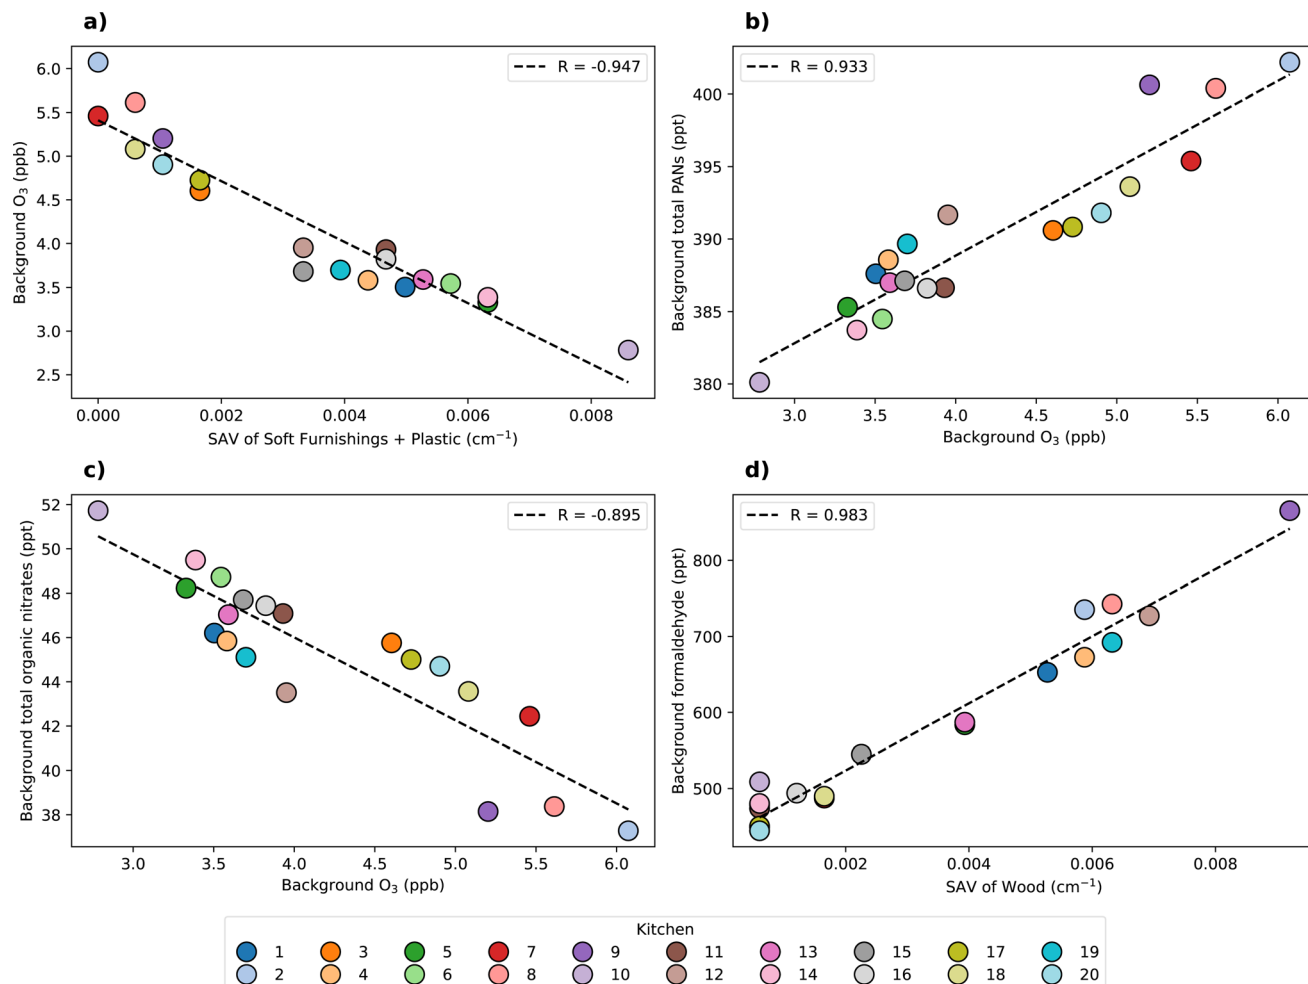 a)
R = -0.947
6.0
5.5
5.0
4.5
4.0
3.5
3.0
2.5
Background O₃ (ppb)
0.000 0.002 0.004 0.006 0.008
SAV of Soft Furnishings + Plastic (cm⁻¹)
b)
R = 0.933
400
395
390
385
380
Background total PANs (ppt)
3.0 3.5 4.0 4.5 5.0 5.5 6.0
Background O₃ (ppb)
c)
R = -0.895
52
50
48
46
44
42
40
38
Background total organic nitrates (ppt)
3.0 3.5 4.0 4.5 5.0 5.5 6.0
Background O₃ (ppb)
d)
R = 0.983
800
700
600
500
Background formaldehyde (ppt)
0.002 0.004 0.006 0.008
SAV of Wood (cm⁻¹)
Kitchen
1 3 5 7 9 11 13 15 17 19
2 4 6 8 10 12 14 16 18 20